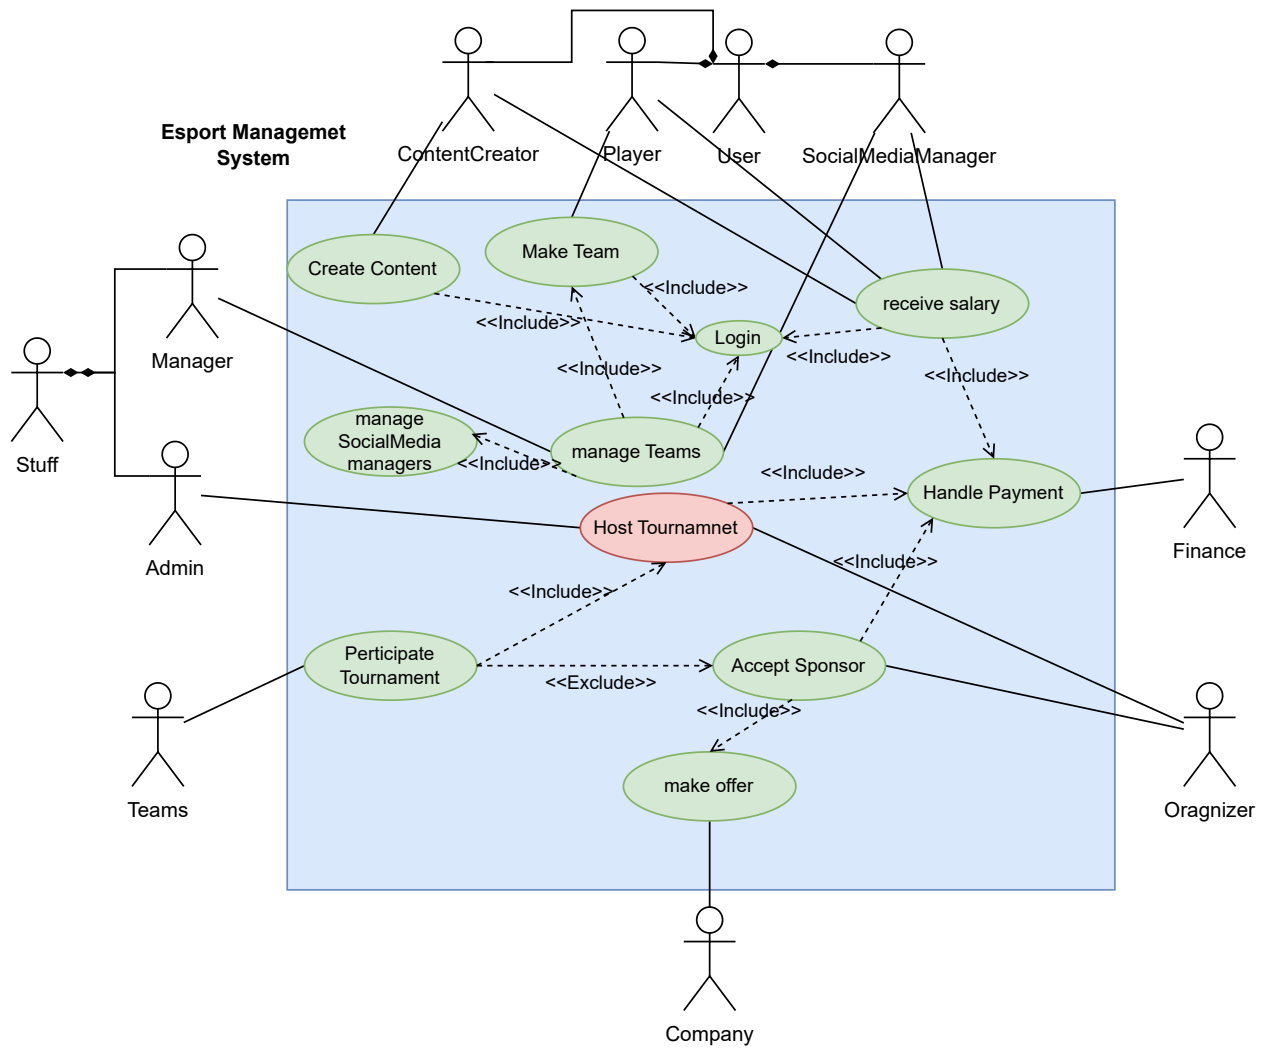 Esport Managemet
System
ContentCreator
Player
User
SocialMediaManager
Manager
Stuff
Admin
Teams
Create Content
Make Team
<<Include>>
<<Include>>
Login
receive salary
<<Include>>
<<Include>>
<<Include>>
<<Include>>
manage
SocialMedia
managers
<<Include>>
manage Teams
<<Include>>
Handle Payment
Host Tournamnet
<<Include>>
<<Include>>
Perticipate
Tournament
<<Exclude>>
Accept Sponsor
<<Include>>
make offer
Finance
Oragnizer
Company